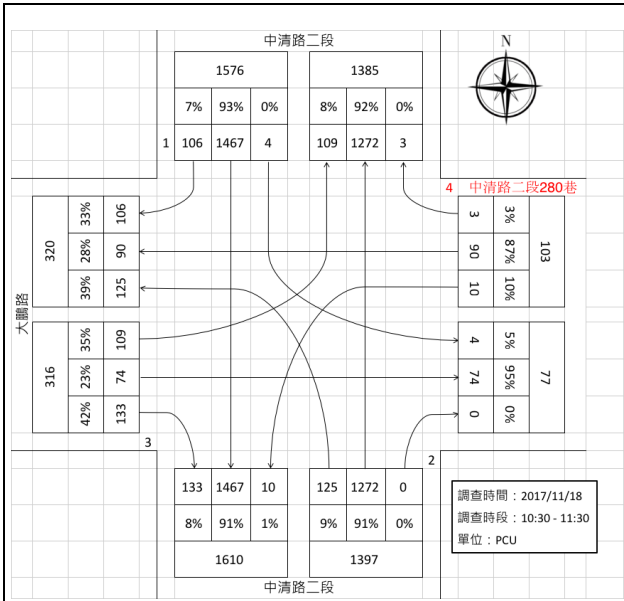 中清路二段
1576 1385
N
7% 93% 0% 8% 92% 0%
1 106 1467 4 109 1272 3
4 中清路二段280巷
320 33% 106 3 3% 103
28% 90 90 87%
39% 125 10 10%
大鵬路
316 35% 109 4 5% 77
23% 74 74 95%
42% 133 0 0%
3
2
133 1467 10 125 1272 0
8% 91% 1% 9% 91% 0%
1610 1397
中清路二段
調查時間：2017/11/18
調查時段：10:30 - 11:30
單位：PCU